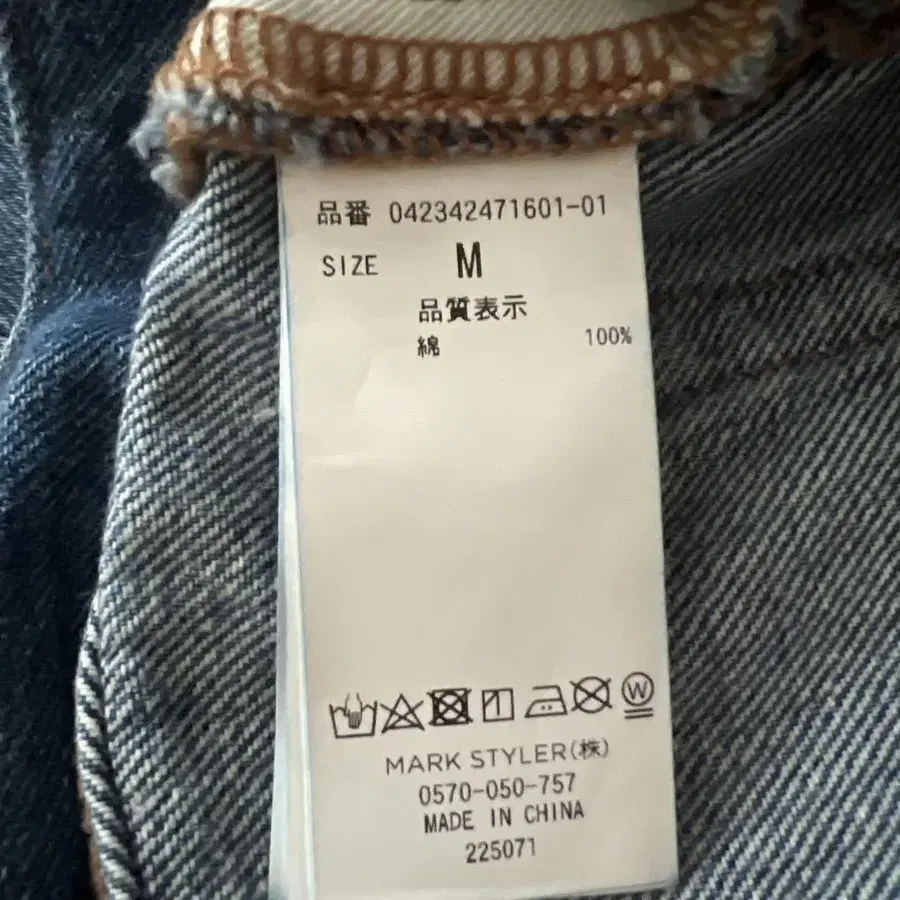 品番 042342471601-01
SIZE M
品質表示
綿 100%
W
MARK STYLER(株)
0570-050-757
MADE IN CHINA
225071